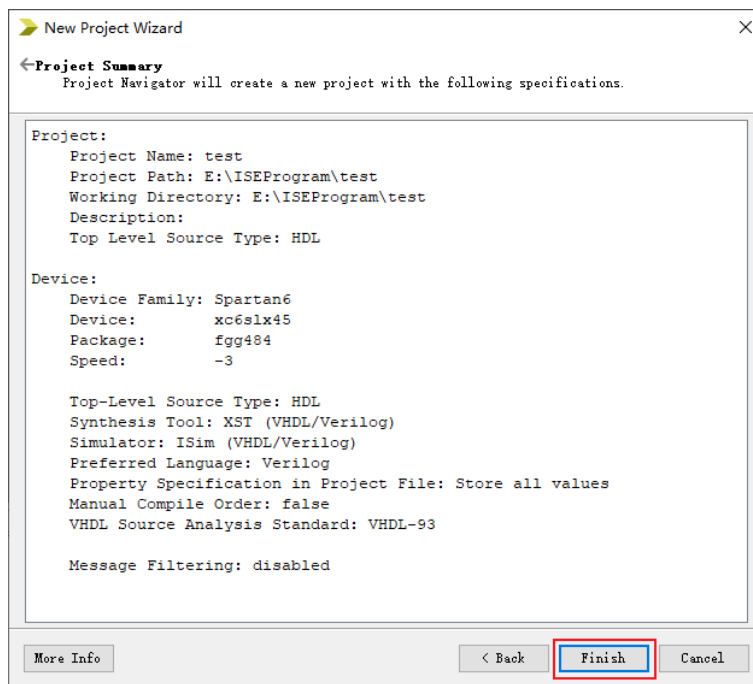 New Project Wizard
Project Summary
Project Navigator will create a new project with the following specifications.
Project:
Project Name: test
Project Path: E:\ISEProgram\test
Working Directory: E:\ISEProgram\test
Description:
Top Level Source Type: HDL
Device:
Device Family: Spartan6
Device: xc6slx45
Package: fgg484
Speed: -3
Top-Level Source Type: HDL
Synthesis Tool: XST (VHDL/Verilog)
Simulator: ISim (VHDL/Verilog)
Preferred Language: Verilog
Property Specification in Project File: Store all values
Manual Compile Order: false
VHDL Source Analysis Standard: VHDL-93
Message Filtering: disabled
More Info < Back Finish Cancel